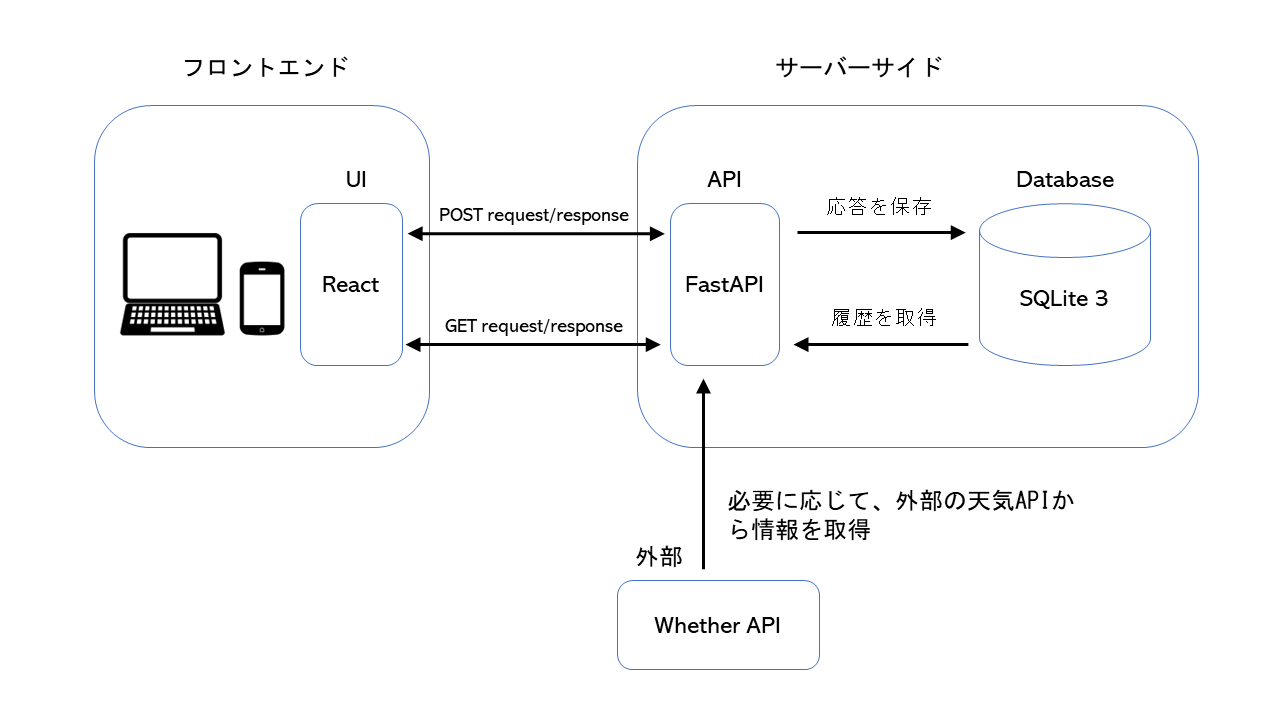 フロントエンド
サーバーサイド
UI
API
Database
POST request/response
応答を保存
React
FastAPI
SQLite 3
GET request/response
履歴を取得
必要に応じて、外部の天気APIか
ら情報を取得
外部
Whether API